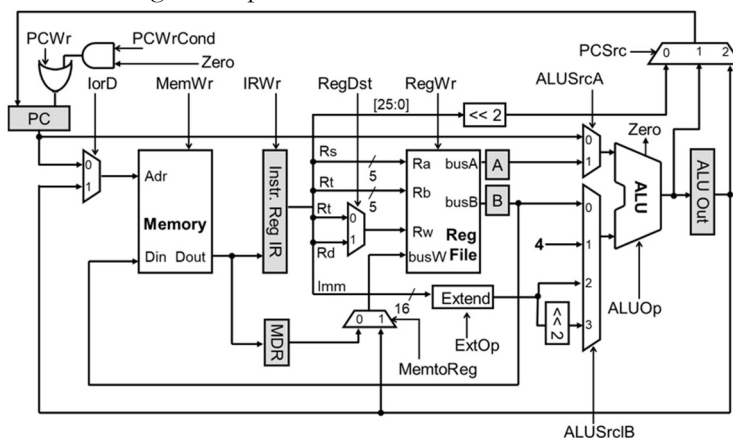 PCWr
PCWrCond
Zero
PCSrc
0 1 2
IorD
MemWr
IRWr
RegDst
RegWr
ALUSrcA
[25:0]
<< 2
PC
0
1
Adr
Memory
Din Dout
Instr. Reg IR
Rs
5
Rt
5
Rt
0
1
Rd
Imm
16
Ra
busA
Rb
busB
Rw
Reg
File
busW
A
B
0
1
Zero
ALU
ALU Out
0
4
1
2
3
Extend
<< 2
ExtOp
ALUOp
MDR
0 1
MemtoReg
ALUSrclB